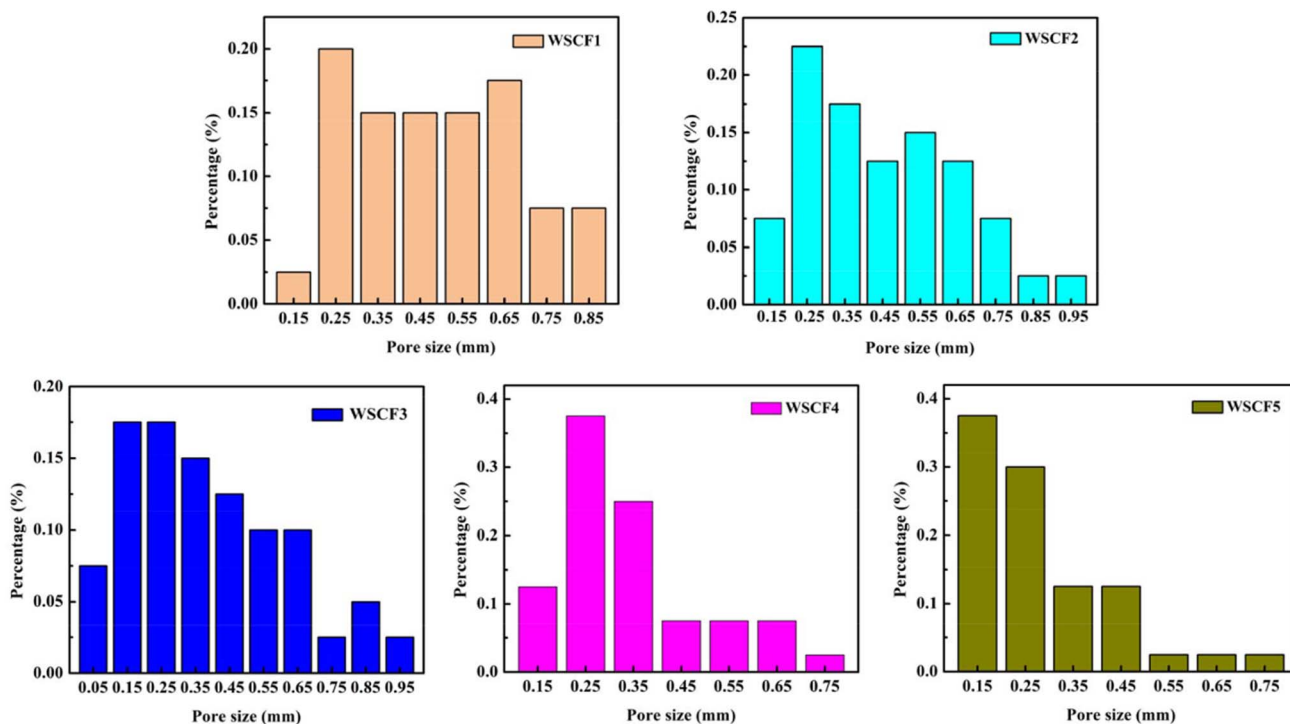 WSCF1
0.20
0.15
0.10
0.05
0.00
Percentage (%)
0.15 0.25 0.35 0.45 0.55 0.65 0.75 0.85
Pore size (mm)
WSCF2
0.25
0.20
0.15
0.10
0.05
0.00
Percentage (%)
0.15 0.25 0.35 0.45 0.55 0.65 0.75 0.85 0.95
Pore size (mm)
WSCF3
0.20
0.15
0.10
0.05
0.00
Percentage (%)
0.05 0.15 0.25 0.35 0.45 0.55 0.65 0.75 0.85 0.95
Pore size (mm)
WSCF4
0.4
0.3
0.2
0.1
0.0
Percentage (%)
0.15 0.25 0.35 0.45 0.55 0.65 0.75
Pore size (mm)
WSCF5
0.4
0.3
0.2
0.1
0.0
Percentage (%)
0.15 0.25 0.35 0.45 0.55 0.65 0.75
Pore size (mm)